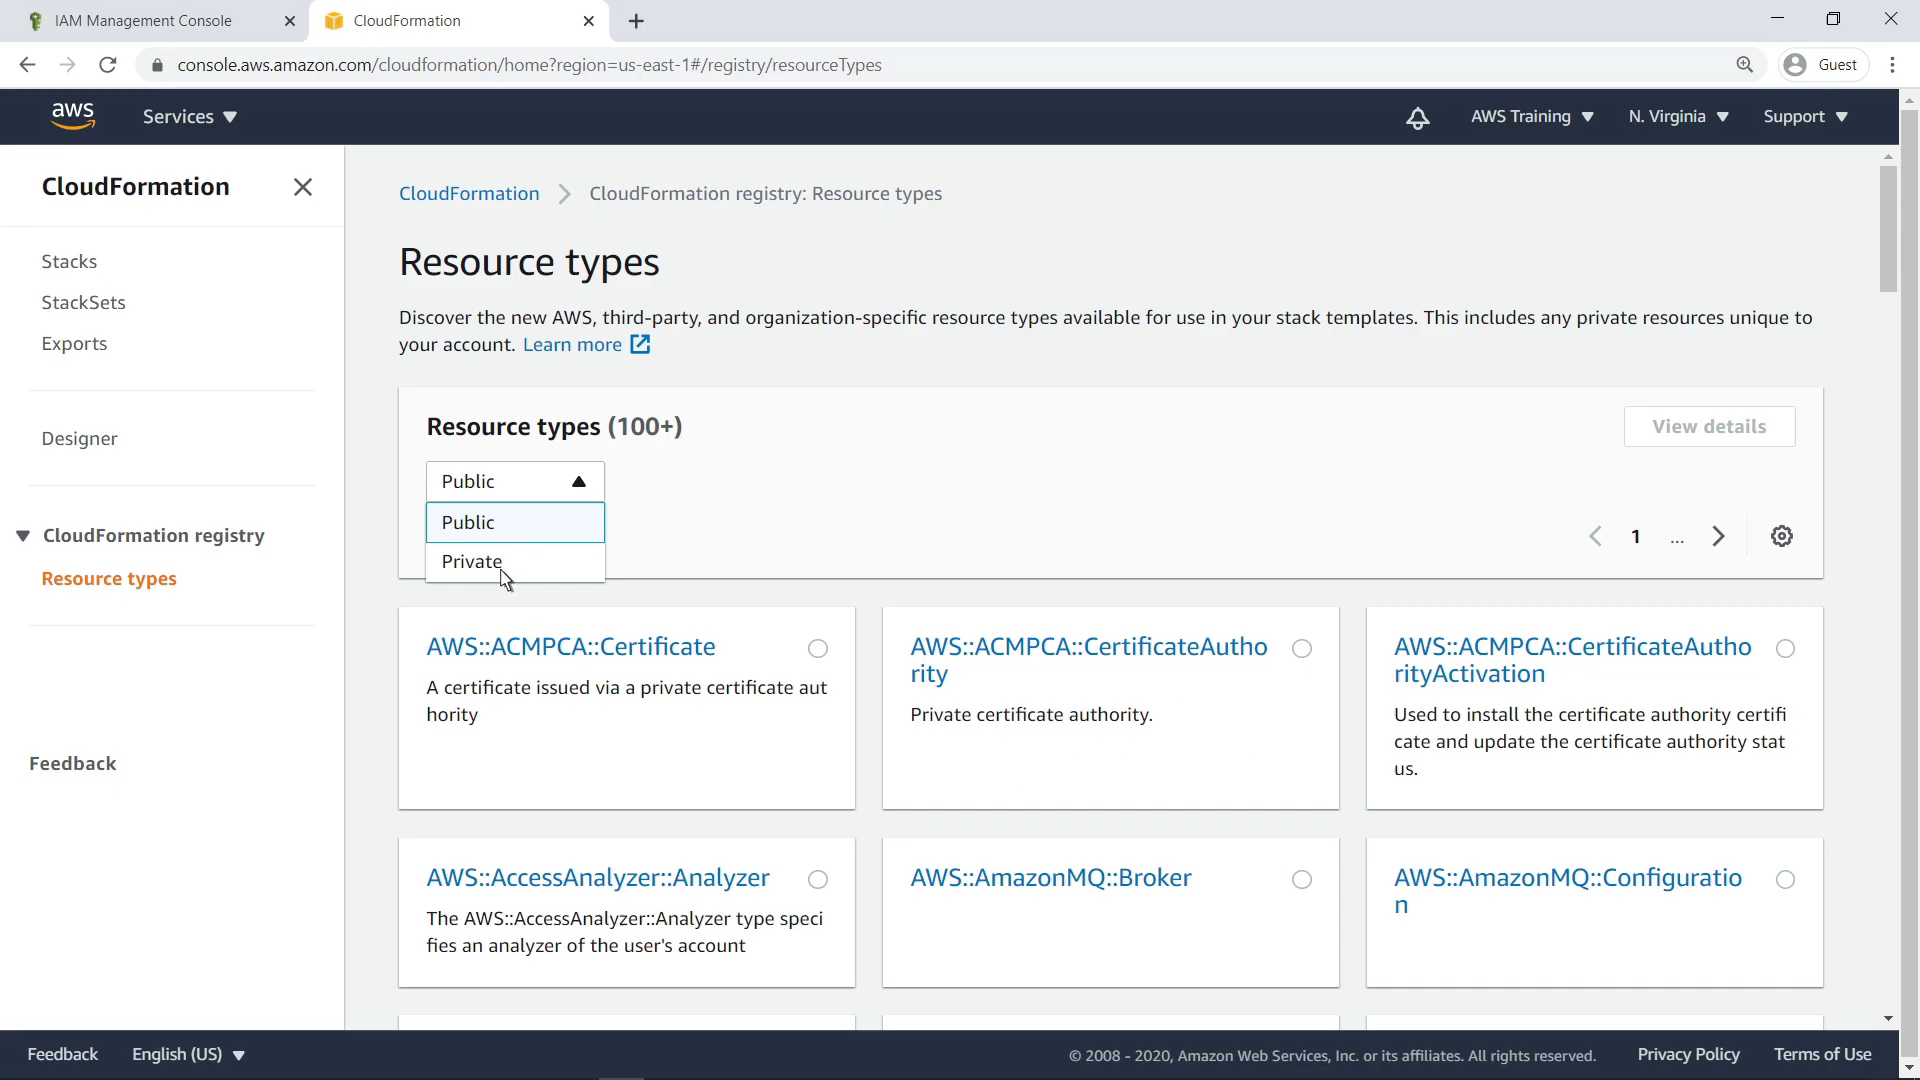 IAM Management Console
CloudFormation
console.aws.amazon.com/cloudformation/home?region=us-east-1#/registry/resourceTypes
Guest
aws
Services
AWS Training
N. Virginia
Support
CloudFormation
Stacks
StackSets
Exports
Designer
CloudFormation registry
Resource types
Feedback
CloudFormation
CloudFormation registry: Resource types
Resource types
Discover the new AWS, third-party, and organization-specific resource types available for use in your stack templates. This includes any private resources unique to
your account. Learn more
Resource types (100+)
View details
Public
Public
Private
1
...
AWS::ACMPCA::Certificate
A certificate issued via a private certificate aut
hority
AWS::ACMPCA::CertificateAutho
rity
Private certificate authority.
AWS::ACMPCA::CertificateAutho
rityActivation
Used to install the certificate authority certifi
cate and update the certificate authority stat
us.
AWS::AccessAnalyzer::Analyzer
The AWS::AccessAnalyzer::Analyzer type speci
fies an analyzer of the user's account
AWS::AmazonMQ::Broker
AWS::AmazonMQ::Configuratio
n
Feedback
English (US)
© 2008 - 2020, Amazon Web Services, Inc. or its affiliates. All rights reserved.
Privacy Policy
Terms of Use